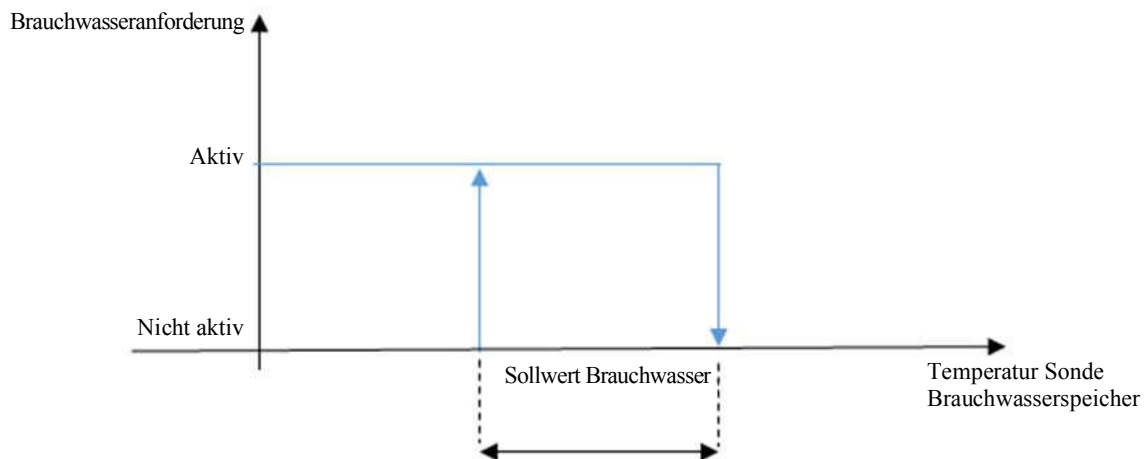 Brauchwasseranforderung
Aktiv
Nicht aktiv
Sollwert Brauchwasser
Temperatur Sonde
Brauchwasserspeicher